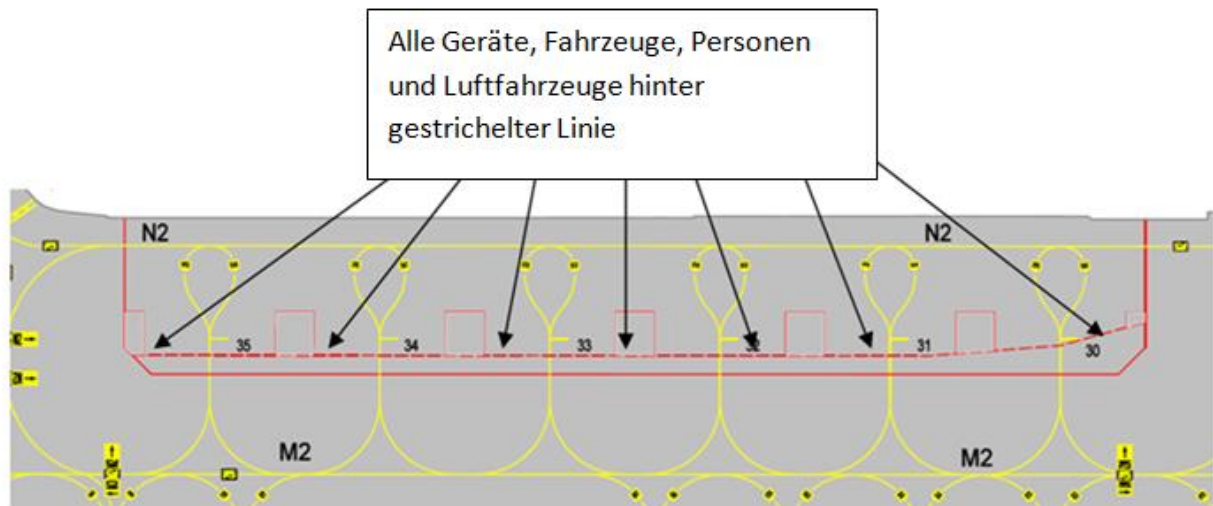 Alle Geräte, Fahrzeuge, Personen
und Luftfahrzeuge hinter
gestrichelter Linie
N2
N2
35
34
33
32
31
30
M2
M2